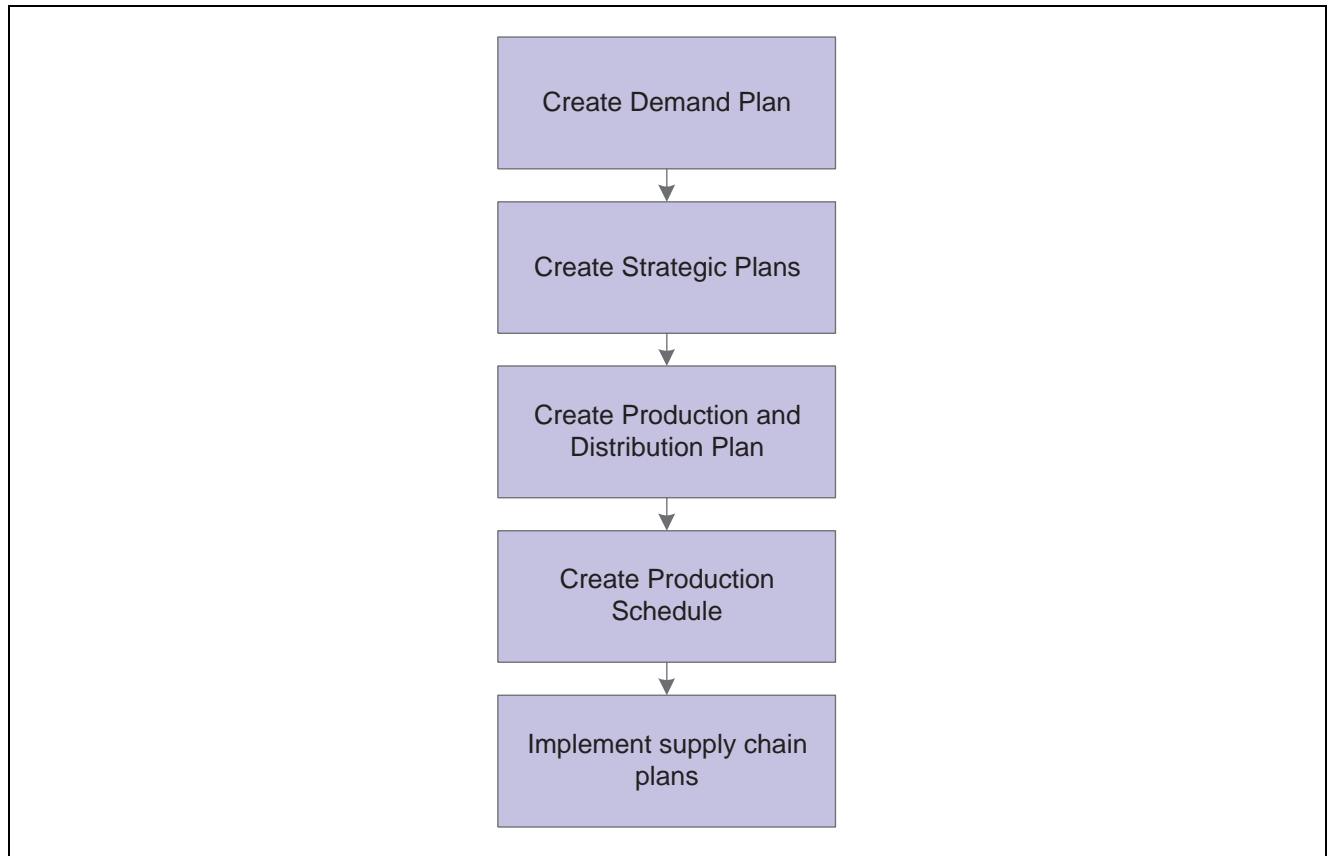 Create Demand Plan
Create Strategic Plans
Create Production and
Distribution Plan
Create Production
Schedule
Implement supply chain
plans